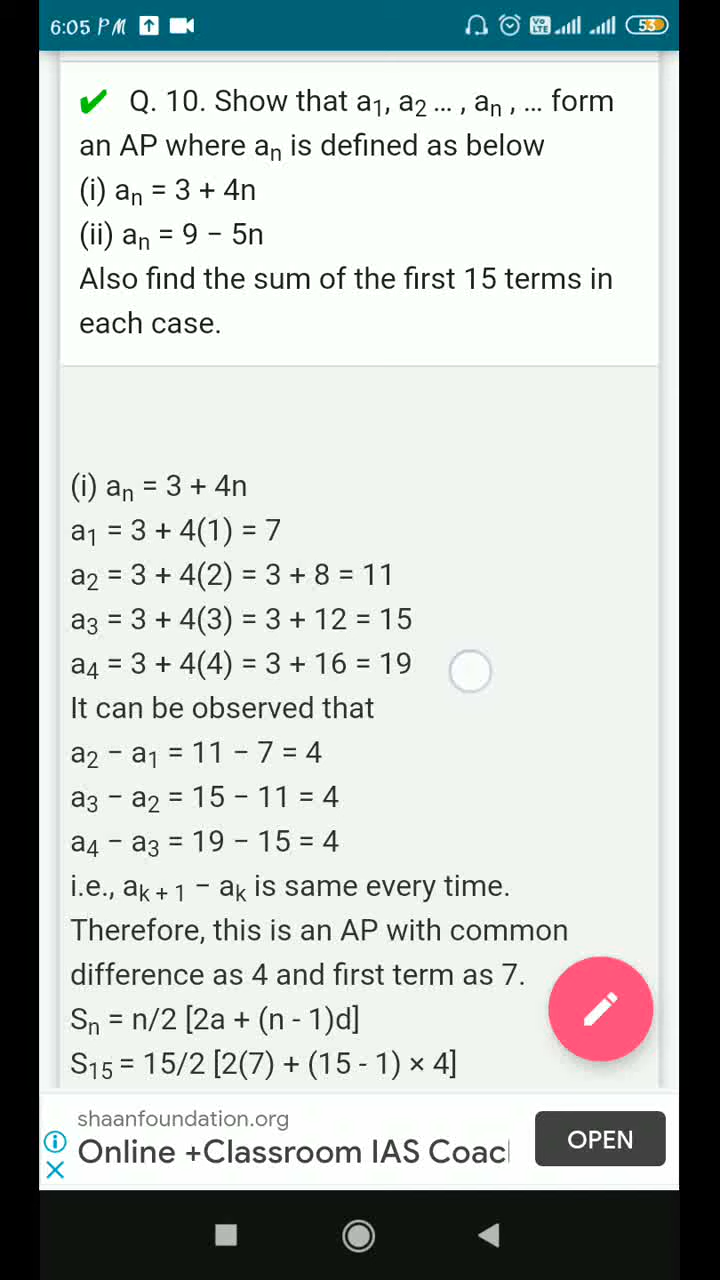 6:05 PM
Vo LTE
53
✔ Q. 10. Show that a₁, a₂ ... , aₙ , ... form
an AP where aₙ is defined as below
(i) aₙ = 3 + 4n
(ii) aₙ = 9 − 5n
Also find the sum of the first 15 terms in
each case.
(i) aₙ = 3 + 4n
a₁ = 3 + 4(1) = 7
a₂ = 3 + 4(2) = 3 + 8 = 11
a₃ = 3 + 4(3) = 3 + 12 = 15
a₄ = 3 + 4(4) = 3 + 16 = 19
It can be observed that
a₂ − a₁ = 11 − 7 = 4
a₃ − a₂ = 15 − 11 = 4
a₄ − a₃ = 19 − 15 = 4
i.e., aₖ ₊ ₁ − aₖ is same every time.
Therefore, this is an AP with common
difference as 4 and first term as 7.
Sₙ = n/2 [2a + (n - 1)d]
S₁₅ = 15/2 [2(7) + (15 - 1) × 4]
shaanfoundation.org
Online +Classroom IAS Coac
OPEN